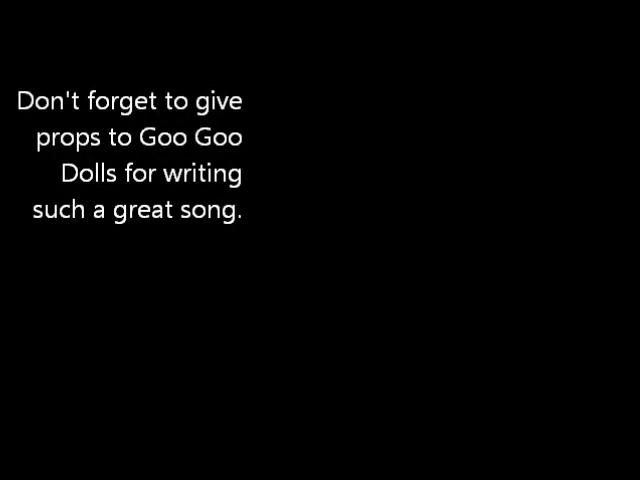 Don't forget to give
props to Goo Goo
Dolls for writing
such a great song.